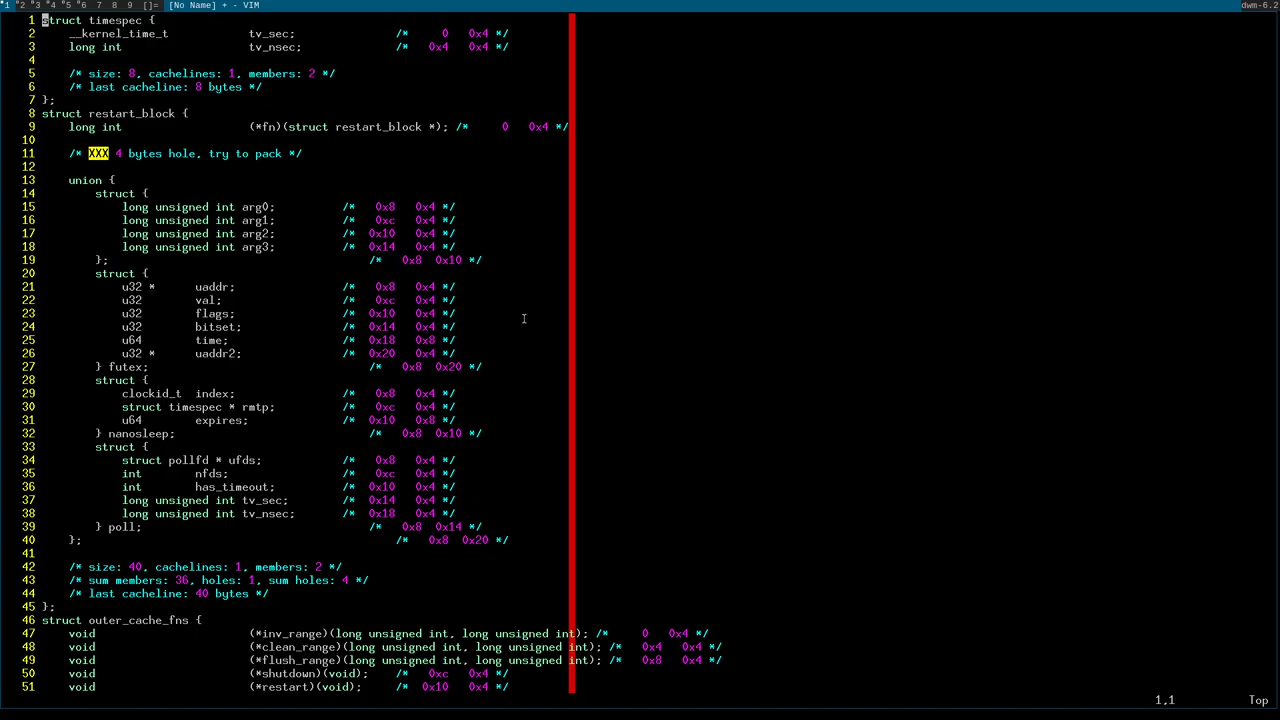 1 2 3 4 5 6 7 8 9 []= [No Name] + - VIM dwm-6.2
1 struct timespec {
2 __kernel_time_t tv_sec; /* 0 0x4 */
3 long int tv_nsec; /* 0x4 0x4 */
4
5 /* size: 8, cachelines: 1, members: 2 */
6 /* last cacheline: 8 bytes */
7 };
8 struct restart_block {
9 long int (*fn)(struct restart_block *); /* 0 0x4 */
10
11 /* XXX 4 bytes hole, try to pack */
12
13 union {
14 struct {
15 long unsigned int arg0; /* 0x8 0x4 */
16 long unsigned int arg1; /* 0xc 0x4 */
17 long unsigned int arg2; /* 0x10 0x4 */
18 long unsigned int arg3; /* 0x14 0x4 */
19 }; /* 0x8 0x10 */
20 struct {
21 u32 * uaddr; /* 0x8 0x4 */
22 u32 val; /* 0xc 0x4 */
23 u32 flags; /* 0x10 0x4 */
24 u32 bitset; /* 0x14 0x4 */
25 u64 time; /* 0x18 0x8 */
26 u32 * uaddr2; /* 0x20 0x4 */
27 } futex; /* 0x8 0x20 */
28 struct {
29 clockid_t index; /* 0x8 0x4 */
30 struct timespec * rmtp; /* 0xc 0x4 */
31 u64 expires; /* 0x10 0x8 */
32 } nanosleep; /* 0x8 0x10 */
33 struct {
34 struct pollfd * ufds; /* 0x8 0x4 */
35 int nfds; /* 0xc 0x4 */
36 int has_timeout; /* 0x10 0x4 */
37 long unsigned int tv_sec; /* 0x14 0x4 */
38 long unsigned int tv_nsec; /* 0x18 0x4 */
39 } poll; /* 0x8 0x14 */
40 }; /* 0x8 0x20 */
41
42 /* size: 40, cachelines: 1, members: 2 */
43 /* sum members: 36, holes: 1, sum holes: 4 */
44 /* last cacheline: 40 bytes */
45 };
46 struct outer_cache_fns {
47 void (*inv_range)(long unsigned int, long unsigned int); /* 0 0x4 */
48 void (*clean_range)(long unsigned int, long unsigned int); /* 0x4 0x4 */
49 void (*flush_range)(long unsigned int, long unsigned int); /* 0x8 0x4 */
50 void (*shutdown)(void); /* 0xc 0x4 */
51 void (*restart)(void); /* 0x10 0x4 */
1,1 Top